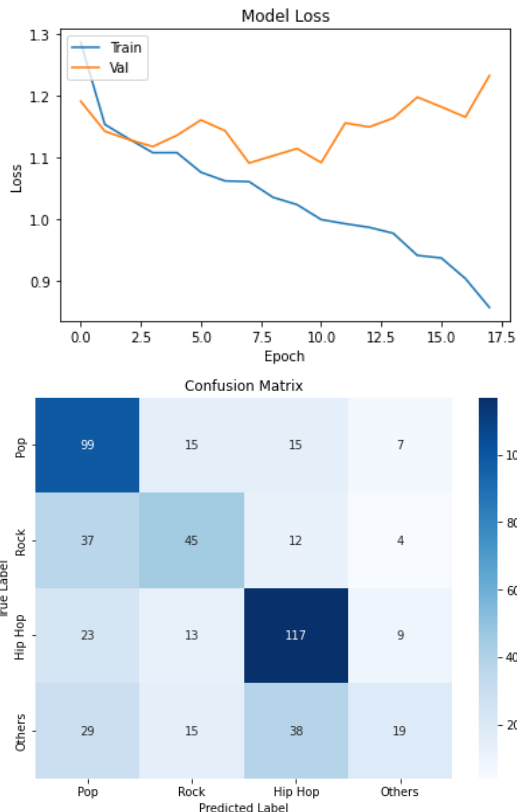 Model Loss
Train
Val
Loss
1.3
1.2
1.1
1.0
0.9
0.0 2.5 5.0 7.5 10.0 12.5 15.0 17.5
Epoch
Confusion Matrix
True Label
Pop 99 15 15 7
Rock 37 45 12 4
Hip Hop 23 13 117 9
Others 29 15 38 19
Pop Rock Hip Hop Others
Predicted Label
80
60
40
20